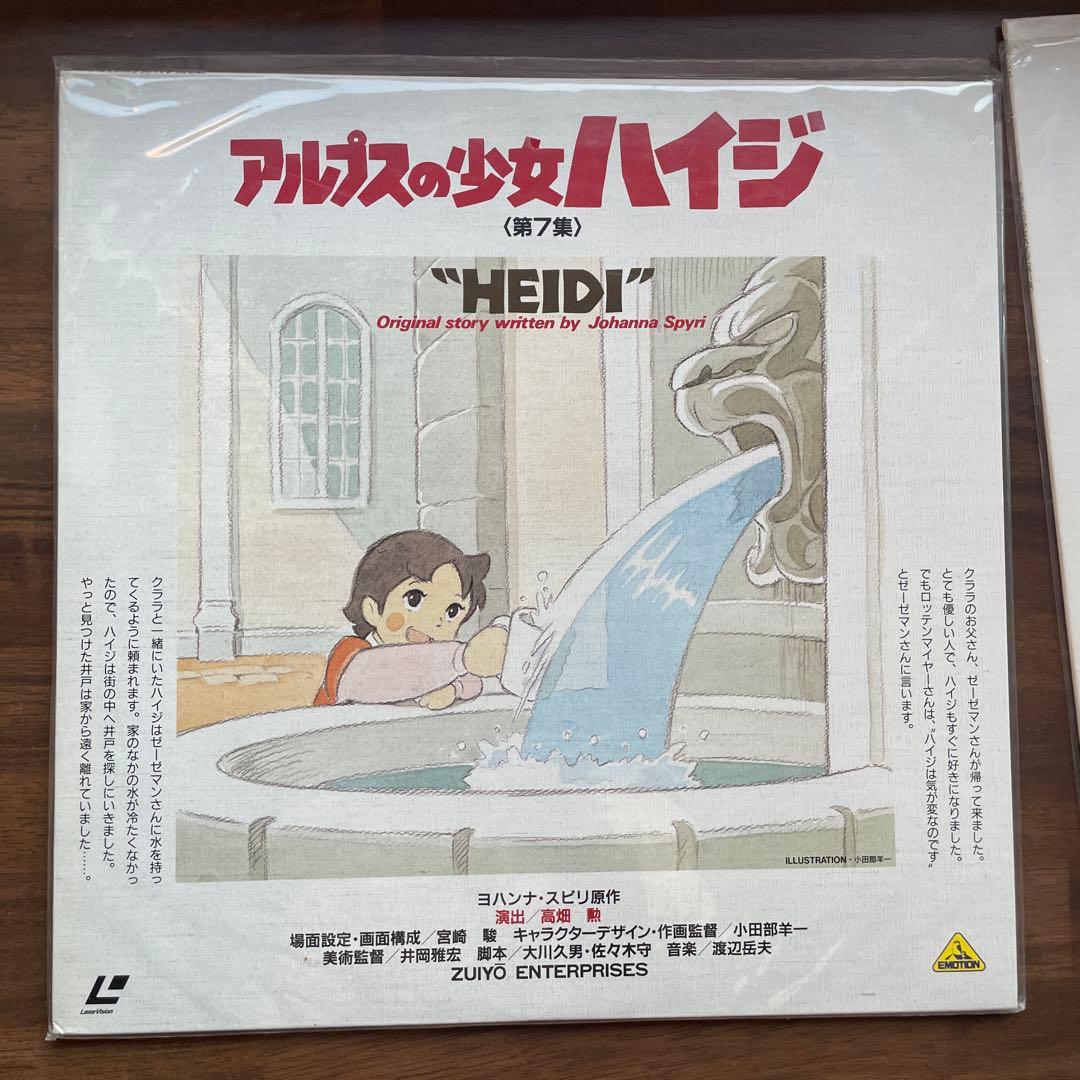 アルプスの少女ハイジ
〈第7集〉
"HEIDI"
Original story written by Johanna Spyri
クララのお父さん、ゼーゼマンさんが帰って来ました。
とても優しい人で、ハイジもすぐに好きになりました。
でもロッテンマイヤーさんは、"ハイジは気が変なのです"
とゼーゼマンさんに言います。
クララと一緒にいたハイジはゼーゼマンさんに水を持っ
てくるように頼まれます。家のなかの水が冷たくなかっ
たので、ハイジは街の中へ井戸を探しにいきました。
やっと見つけた井戸は家から遠く離れていました……。
ILLUSTRATION・小田部羊一
ヨハンナ・スピリ原作
演出／高畑 勲
場面設定・画面構成／宮崎 駿 キャラクターデザイン・作画監督／小田部羊一
美術監督／井岡雅宏 脚本／大川久男・佐々木守 音楽／渡辺岳夫
ZUIYŌ ENTERPRISES
LaserVision
EMOTION